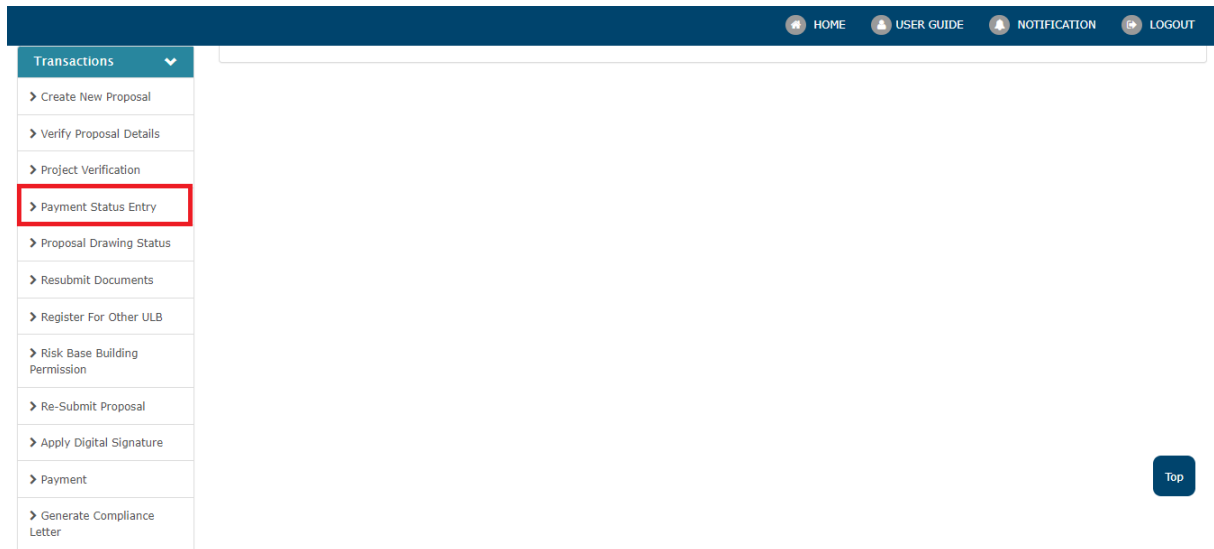 HOME USER GUIDE NOTIFICATION LOGOUT
Transactions
Create New Proposal
Verify Proposal Details
Project Verification
Payment Status Entry
Proposal Drawing Status
Resubmit Documents
Register For Other ULB
Risk Base Building
Permission
Re-Submit Proposal
Apply Digital Signature
Payment
Top
Generate Compliance
Letter